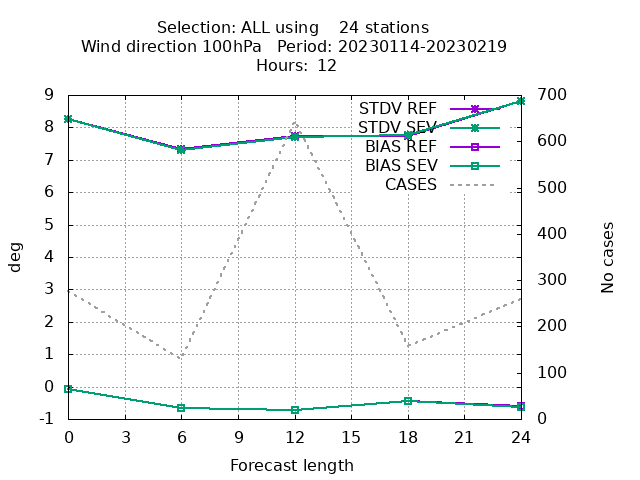 Selection: ALL using 24 stations
Wind direction 100hPa Period: 20230114-20230219
Hours: 12
9
8
7
6
5
4
3
2
1
0
-1
700
600
500
400
300
200
100
0
STDV REF
STDV SEV
BIAS REF
BIAS SEV
CASES
deg
No cases
0 3 6 9 12 15 18 21 24
Forecast length